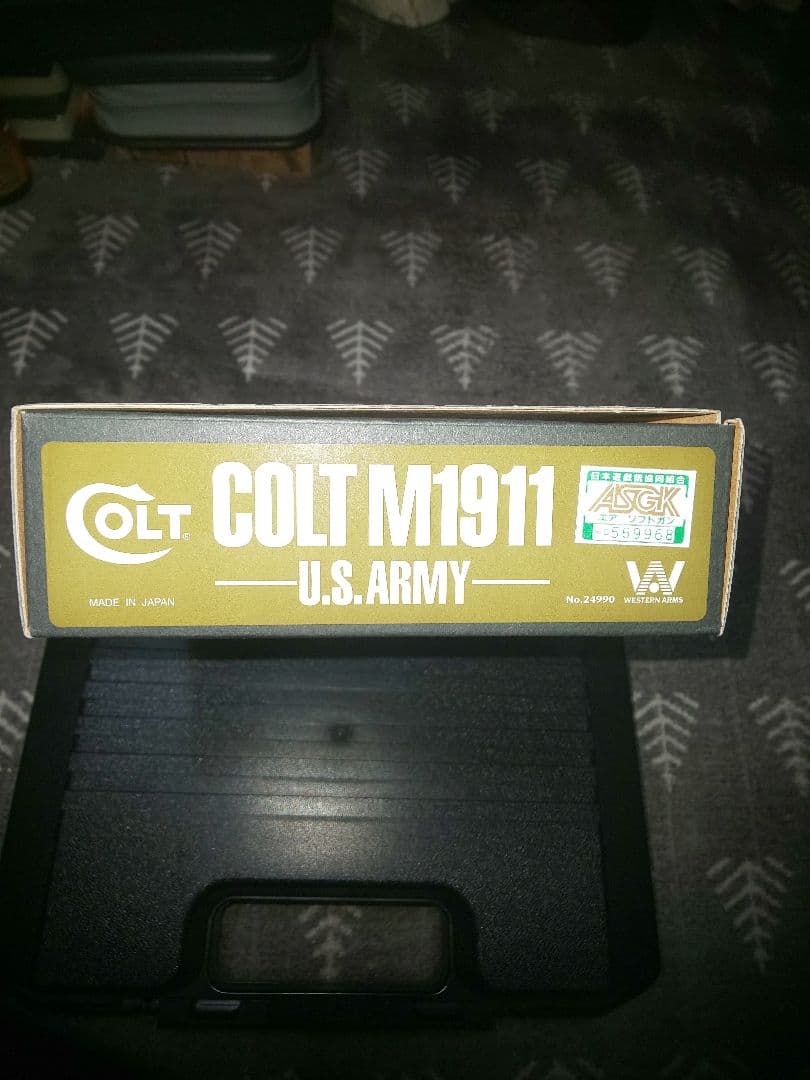 COLT®
COLT M1911
U.S. ARMY
MADE IN JAPAN
No.24990
WESTERN ARMS
日本遊戯銃協同組合
ASGK
エアーソフトガン
559968